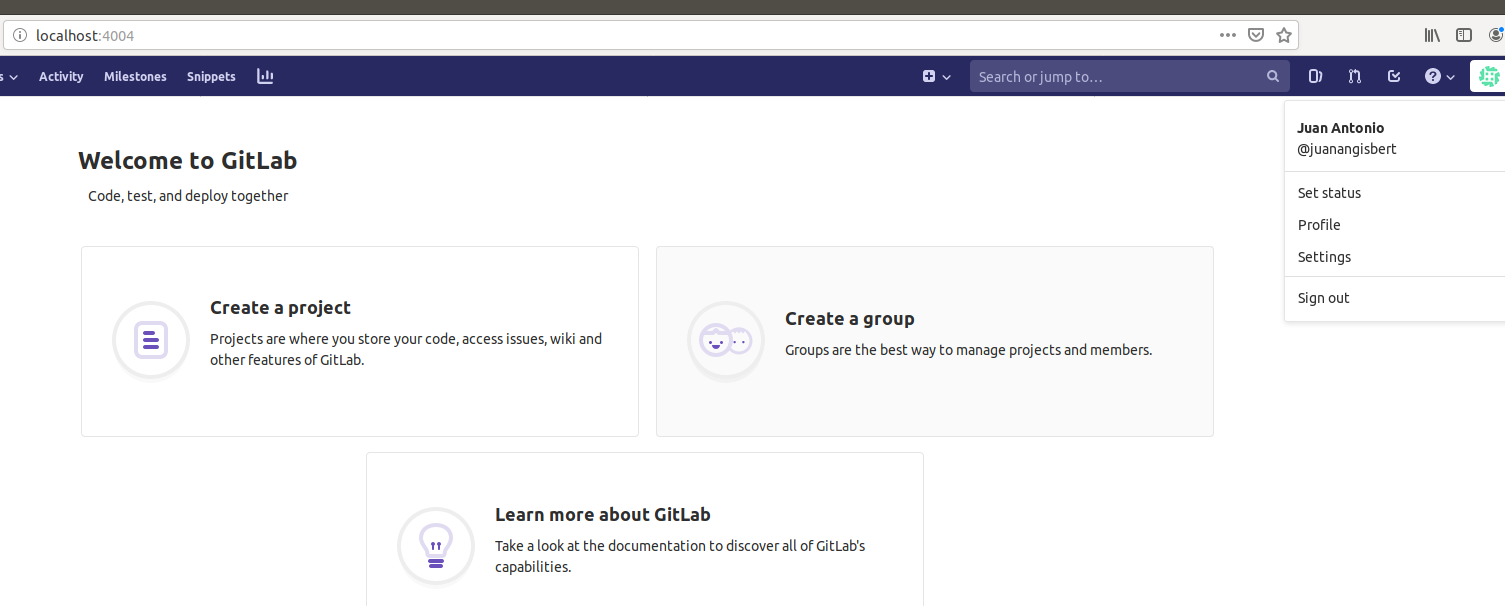 localhost:4004
s Activity Milestones Snippets Search or jump to…
Juan Antonio
@juanangisbert
Set status
Profile
Settings
Sign out
Welcome to GitLab
Code, test, and deploy together
Create a project
Projects are where you store your code, access issues, wiki and
other features of GitLab.
Create a group
Groups are the best way to manage projects and members.
Learn more about GitLab
Take a look at the documentation to discover all of GitLab's
capabilities.